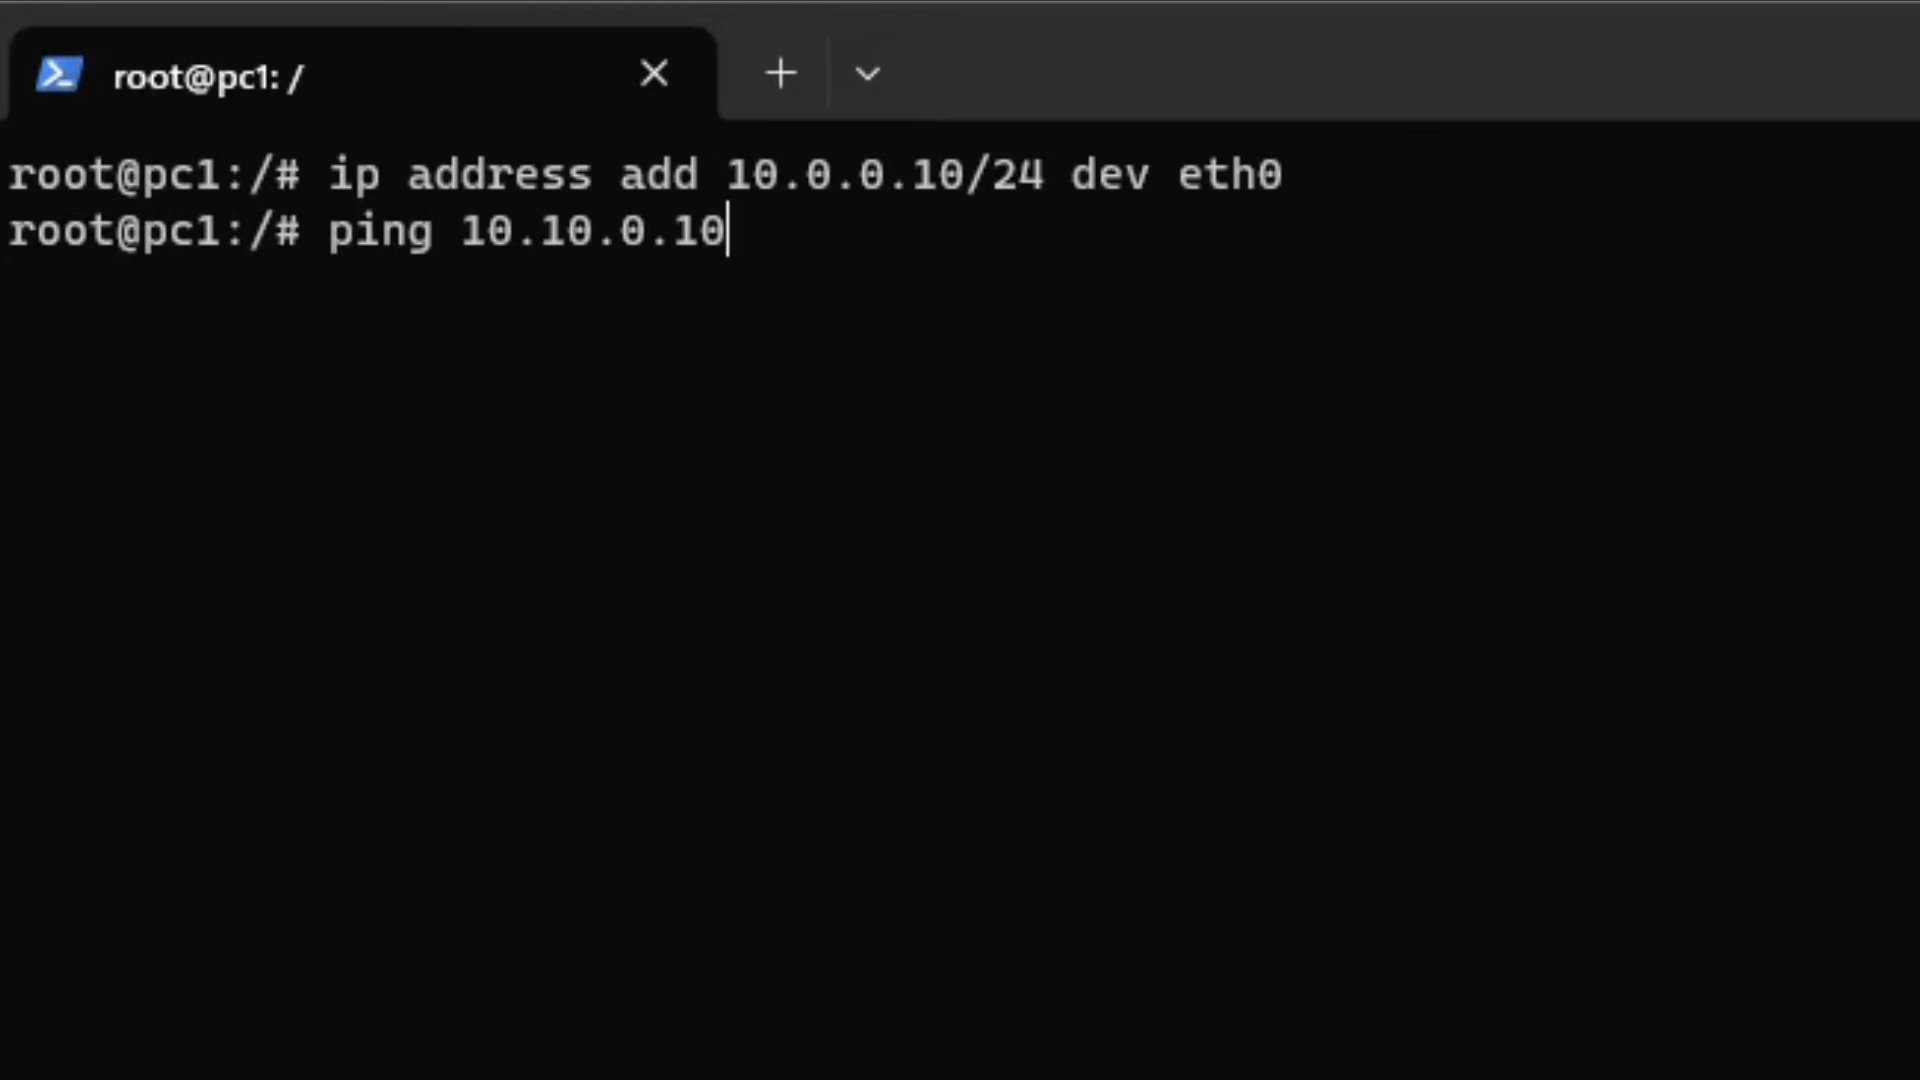 root@pc1: /
root@pc1:/# ip address add 10.0.0.10/24 dev eth0
root@pc1:/# ping 10.10.0.10